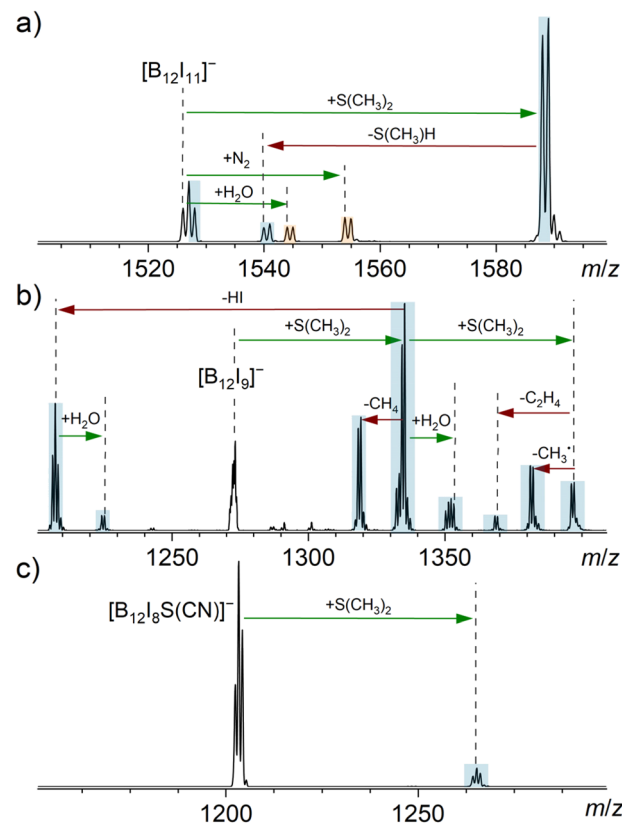 a)
[B₁₂I₁₁]⁻
+S(CH₃)₂
-S(CH₃)H
+N₂
+H₂O
1520 1540 1560 1580 m/z
b)
-HI
+S(CH₃)₂ +S(CH₃)₂
[B₁₂I₉]⁻
-CH₄ -C₂H₄
+H₂O +H₂O
-CH₃•
1250 1300 1350 m/z
c)
[B₁₂I₈S(CN)]⁻ +S(CH₃)₂
1200 1250 m/z